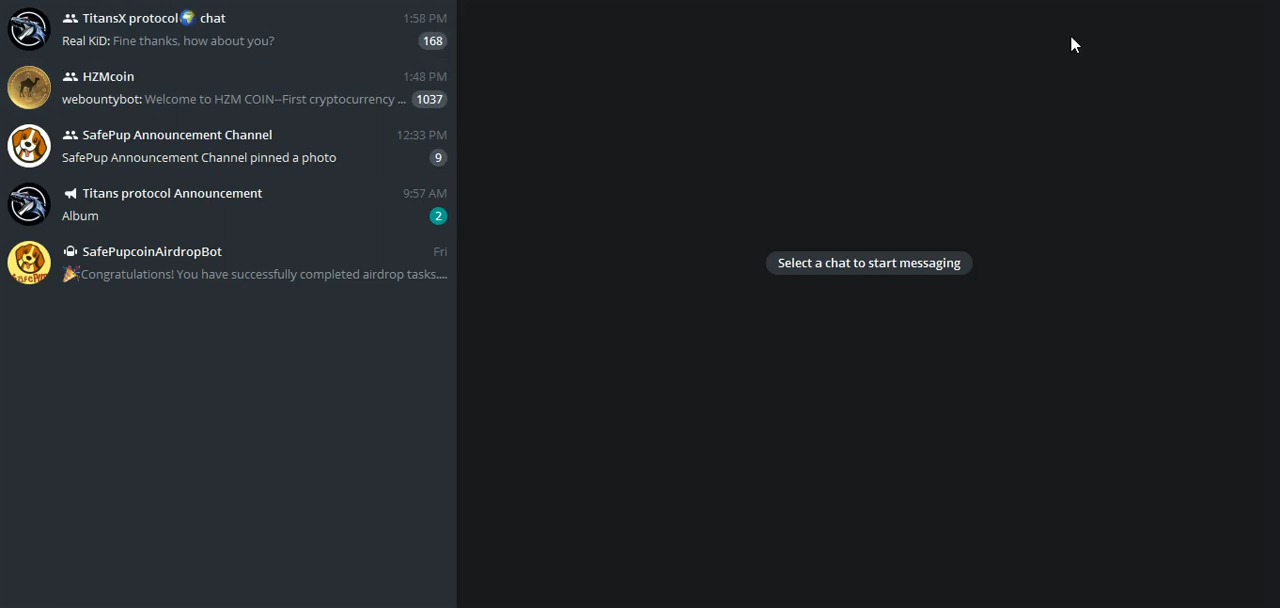 TitansX protocol🌍 chat 1:58 PM
Real KiD: Fine thanks, how about you? 168
HZMcoin 1:48 PM
webountybot: Welcome to HZM COIN--First cryptocurrency ... 1037
SafePup Announcement Channel 12:33 PM
SafePup Announcement Channel pinned a photo 9
Titans protocol Announcement 9:57 AM
Album 2
SafePupcoinAirdropBot Fri
🎉Congratulations! You have successfully completed airdrop tasks....
Select a chat to start messaging